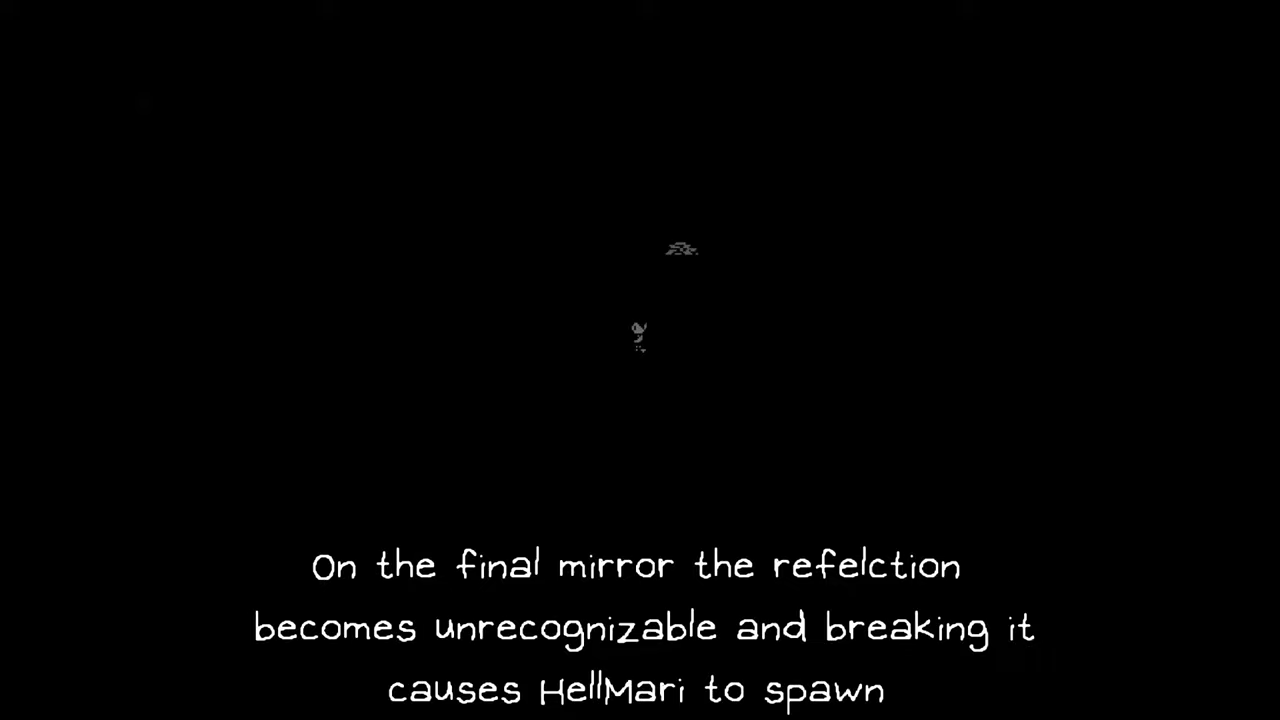 On the final mirror the refelction
becomes unrecognizable and breaking it
causes HellMari to spawn